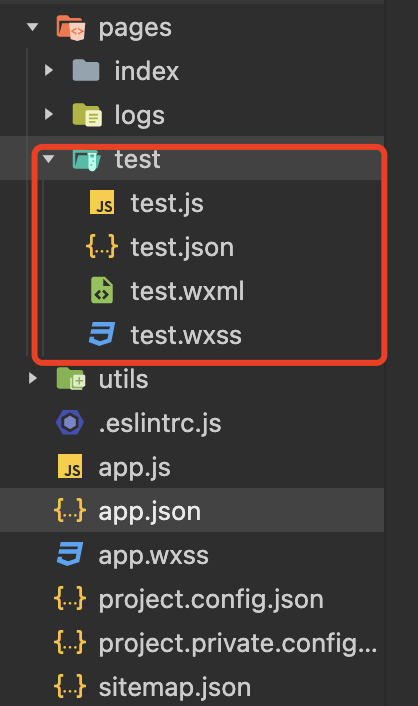 pages
index
logs
test
JS test.js
{...} test.json
test.wxml
test.wxss
utils
.eslintrc.js
JS app.js
{...} app.json
app.wxss
{...} project.config.json
{...} project.private.config...
{...} sitemap.json